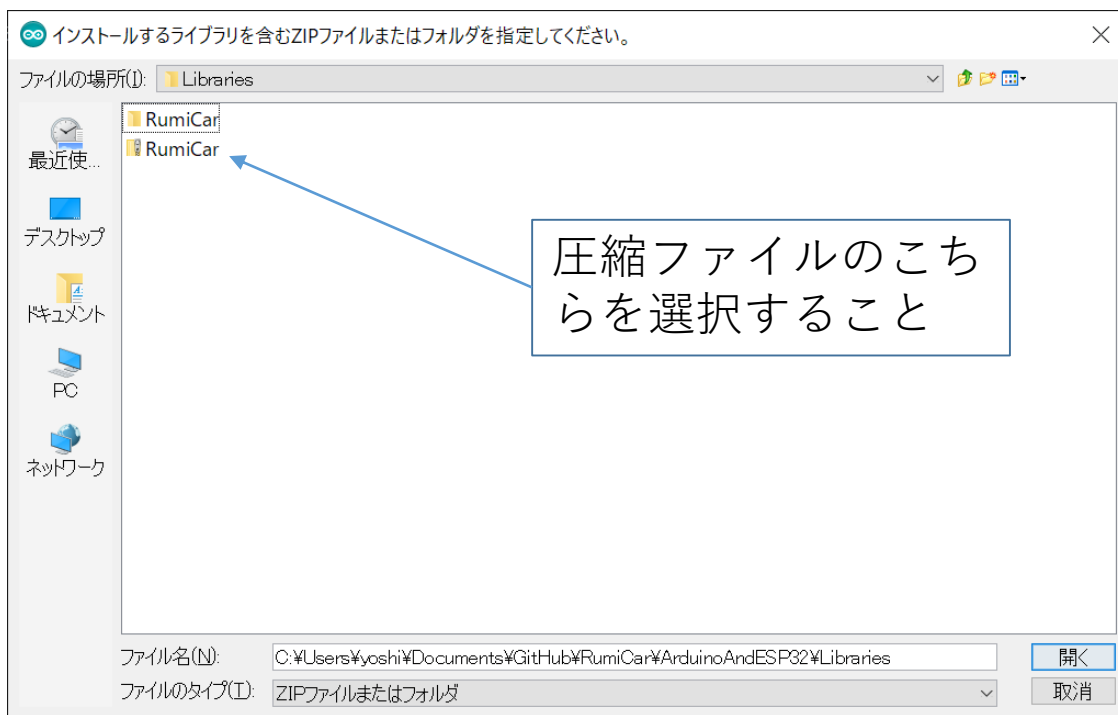 インストールするライブラリを含むZIPファイルまたはフォルダを指定してください。
ファイルの場所(I):
Libraries
最近使...
デスクトップ
ドキュメント
PC
ネットワーク
RumiCar
RumiCar
圧縮ファイルのこち
らを選択すること
ファイル名(N):
C:¥Users¥yoshi¥Documents¥GitHub¥RumiCar¥ArduinoAndESP32¥Libraries
開く
ファイルのタイプ(T):
ZIPファイルまたはフォルダ
取消